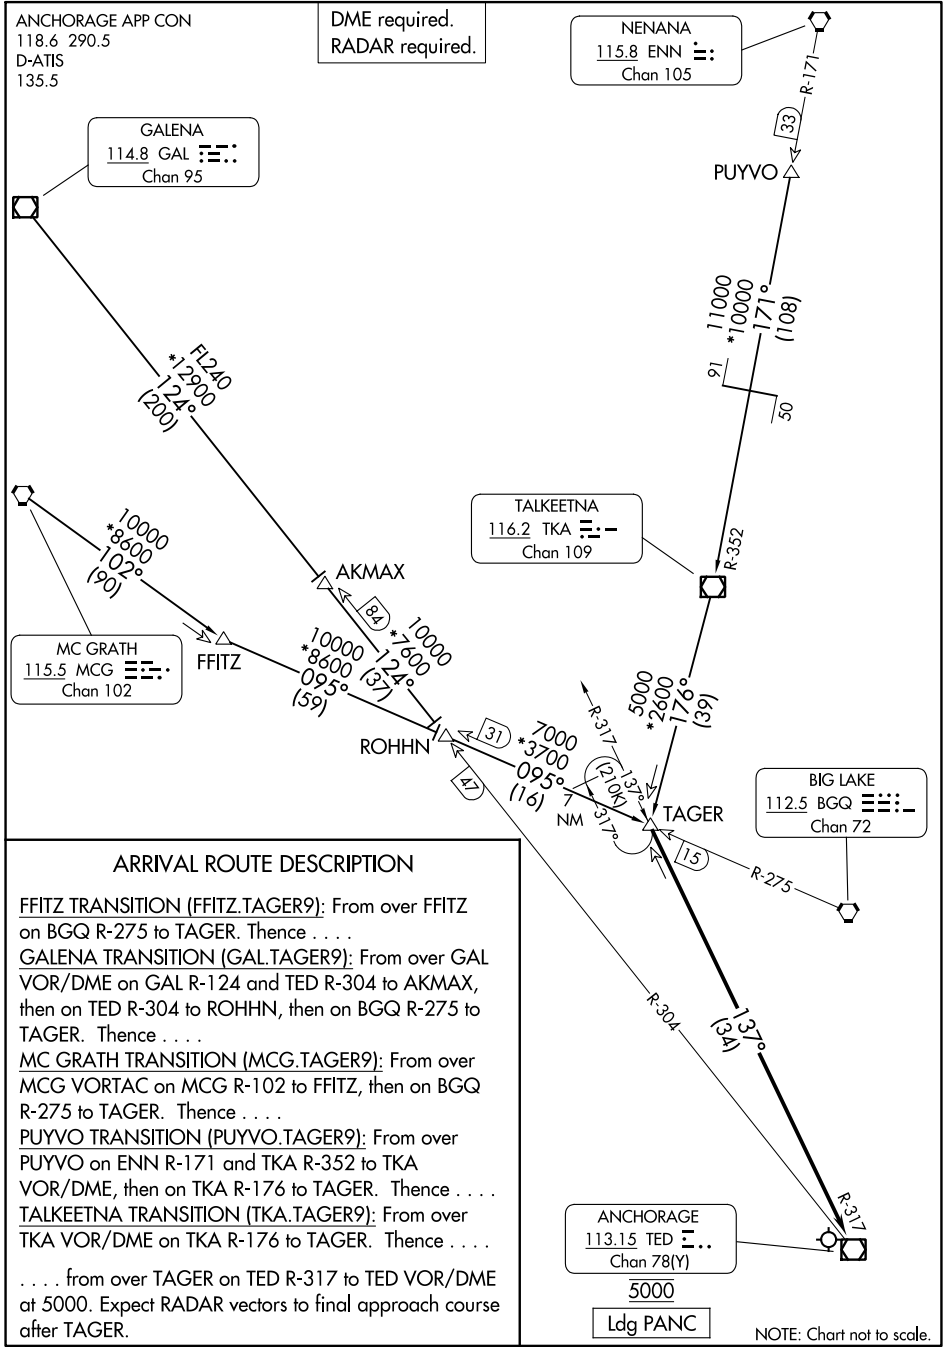 ANCHORAGE APP CON
118.6 290.5
D-ATIS
135.5
DME required.
RADAR required.
NENANA
115.8 ENN
Chan 105
R-171
33
PUYVO
GALENA
114.8 GAL
Chan 95
11000
*10000
171°
(108)
91
50
FL240
*12900
124°
(200)
TALKEETNA
116.2 TKA
Chan 109
R-352
10000
*8600
102°
(90)
AKMAX
84
10000
*7600
124°
(37)
MC GRATH
115.5 MCG
Chan 102
FFITZ
10000
*8600
095°
(59)
5000
*2600
176°
(39)
ROHHN
31
47
7000
*3700
095°
(16)
R-317
137°
(210K)
317°
7
NM
TAGER
15
R-275
BIG LAKE
112.5 BGQ
Chan 72
R-304
137°
(34)
R-317
ANCHORAGE
113.15 TED
Chan 78(Y)
5000
Ldg PANC
NOTE: Chart not to scale.
ARRIVAL ROUTE DESCRIPTION
FFITZ TRANSITION (FFITZ.TAGER9): From over FFITZ
on BGQ R-275 to TAGER. Thence . . . .
GALENA TRANSITION (GAL.TAGER9): From over GAL
VOR/DME on GAL R-124 and TED R-304 to AKMAX,
then on TED R-304 to ROHHN, then on BGQ R-275 to
TAGER. Thence . . . .
MC GRATH TRANSITION (MCG.TAGER9): From over
MCG VORTAC on MCG R-102 to FFITZ, then on BGQ
R-275 to TAGER. Thence . . . .
PUYVO TRANSITION (PUYVO.TAGER9): From over
PUYVO on ENN R-171 and TKA R-352 to TKA
VOR/DME, then on TKA R-176 to TAGER. Thence . . . .
TALKEETNA TRANSITION (TKA.TAGER9): From over
TKA VOR/DME on TKA R-176 to TAGER. Thence . . . .
. . . . from over TAGER on TED R-317 to TED VOR/DME
at 5000. Expect RADAR vectors to final approach course
after TAGER.